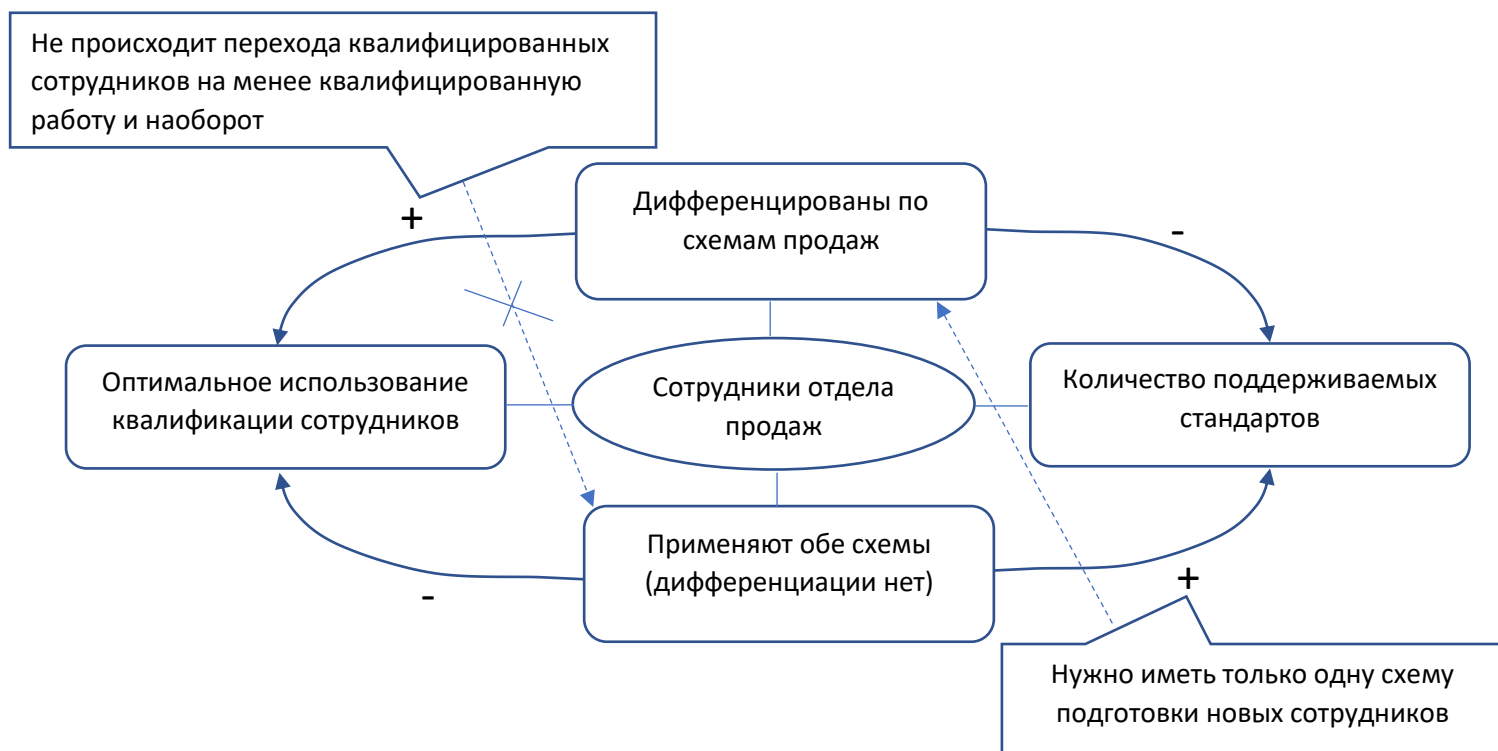 Не происходит перехода квалифицированных
сотрудников на менее квалифицированную
работу и наоборот
Дифференцированы по
схемам продаж
+
-
Оптимальное использование
квалификации сотрудников
Сотрудники отдела
продаж
Количество поддерживаемых
стандартов
Применяют обе схемы
(дифференциации нет)
-
+
Нужно иметь только одну схему
подготовки новых сотрудников